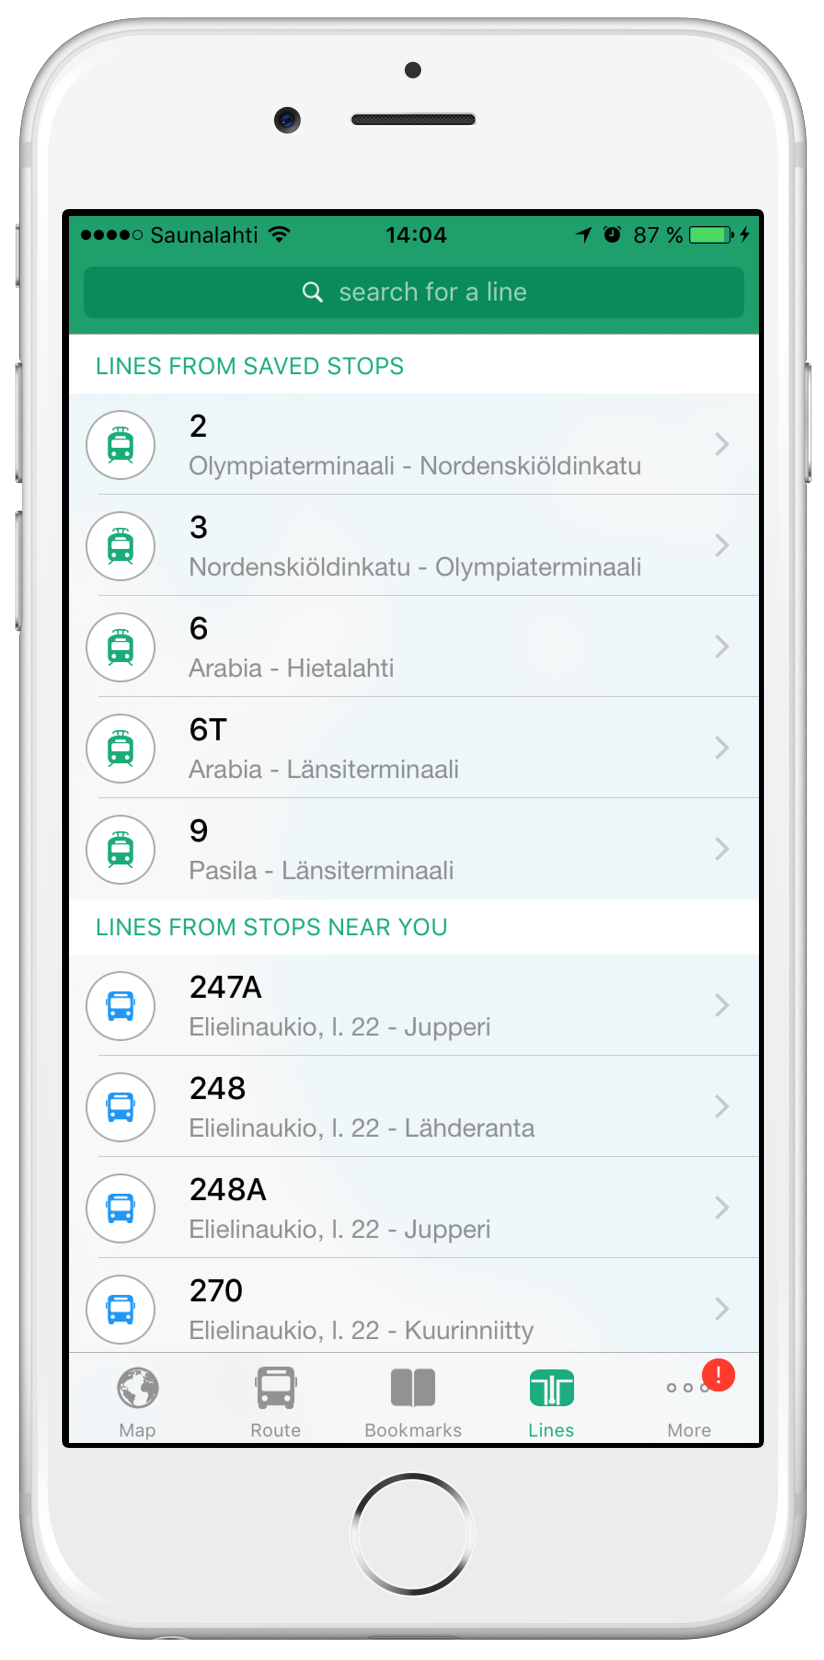 Saunalahti 14:04 87 %
search for a line
LINES FROM SAVED STOPS
2
Olympiaterminaali - Nordenskiöldinkatu
3
Nordenskiöldinkatu - Olympiaterminaali
6
Arabia - Hietalahti
6T
Arabia - Länsiterminaali
9
Pasila - Länsiterminaali
LINES FROM STOPS NEAR YOU
247A
Elielinaukio, l. 22 - Jupperi
248
Elielinaukio, l. 22 - Lähderanta
248A
Elielinaukio, l. 22 - Jupperi
270
Elielinaukio, l. 22 - Kuurinniitty
!
Map Route Bookmarks Lines More